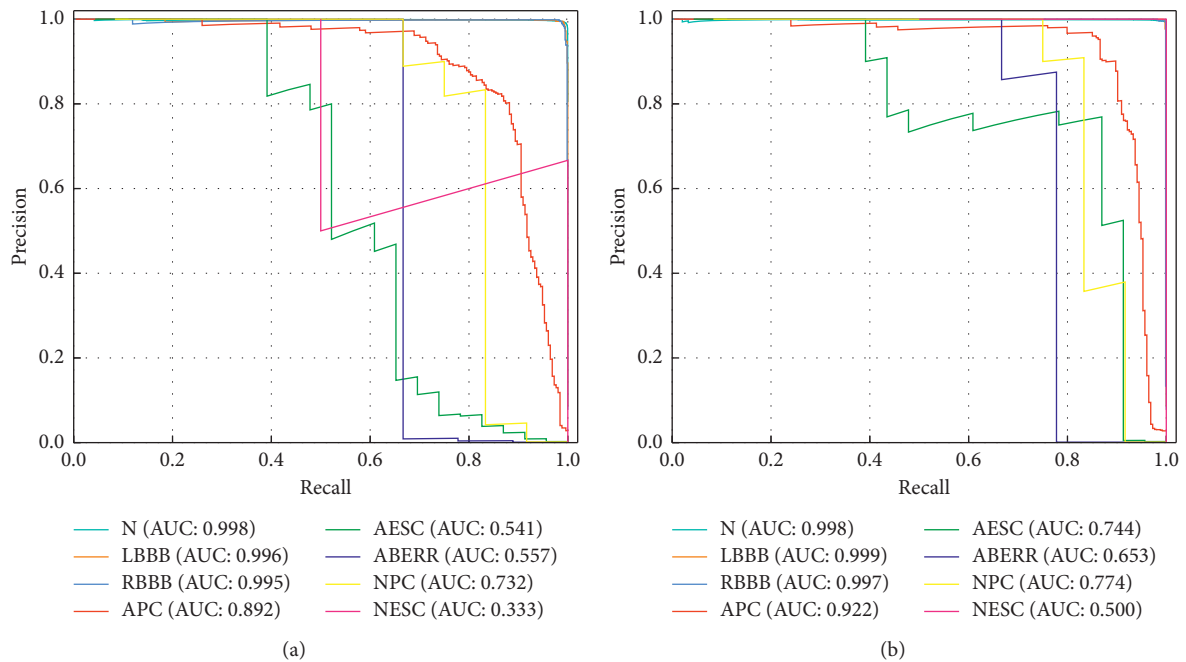 1.0
0.8
0.6
0.4
0.2
0.0
Precision
0.0 0.2 0.4 0.6 0.8 1.0
Recall
N (AUC: 0.998)
LBBB (AUC: 0.996)
RBBB (AUC: 0.995)
APC (AUC: 0.892)
AESC (AUC: 0.541)
ABERR (AUC: 0.557)
NPC (AUC: 0.732)
NESC (AUC: 0.333)
(a)
1.0
0.8
0.6
0.4
0.2
0.0
Precision
0.0 0.2 0.4 0.6 0.8 1.0
Recall
N (AUC: 0.998)
LBBB (AUC: 0.999)
RBBB (AUC: 0.997)
APC (AUC: 0.922)
AESC (AUC: 0.744)
ABERR (AUC: 0.653)
NPC (AUC: 0.774)
NESC (AUC: 0.500)
(b)